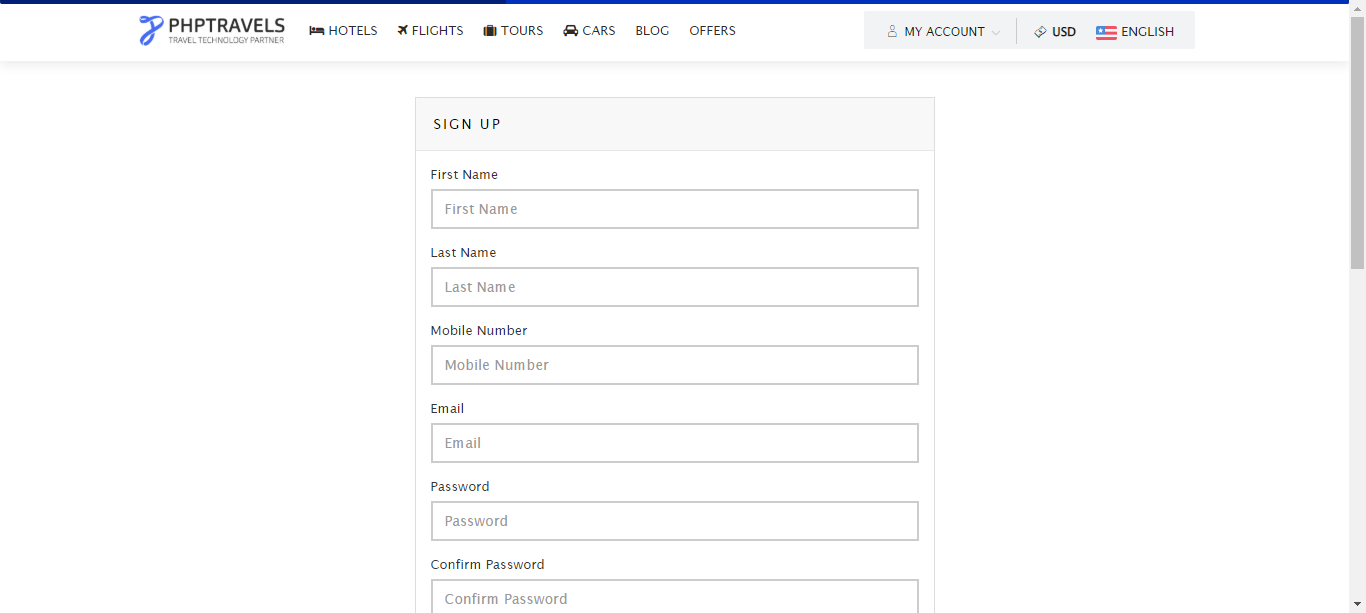 PHPTRAVELS
TRAVEL TECHNOLOGY PARTNER
HOTELS FLIGHTS TOURS CARS BLOG OFFERS MY ACCOUNT USD ENGLISH
SIGN UP
First Name
First Name
Last Name
Last Name
Mobile Number
Mobile Number
Email
Email
Password
Password
Confirm Password
Confirm Password